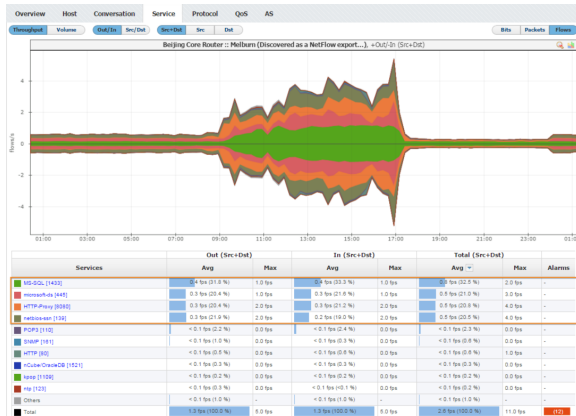 Overview Host Conversation Service Protocol QoS AS
Throughput Volume Out/In Src/Dst Src+Dst Src Dst Bits Packets Flows
Beijing Core Router :: Melburn (Discovered as a NetFlow export...), +Out/-In (Src+Dst)
Flows/s
4
2
0
-2
-4
01:00 03:00 05:00 07:00 09:00 11:00 13:00 15:00 17:00 19:00 21:00 23:00 01:0
Out (Src+Dst) In (Src+Dst) Total (Src+Dst)
Services Avg Max Avg Max Avg Max Alarms
MS-SQL [1433] 0.4 fps (31.8 %) 1.0 fps 0.4 fps (33.3 %) 1.0 fps (32.5 %) 2.0 fps -
microsoft-ds [445] 0.3 fps (20.4 %) 1.0 fps 0.3 fps (21.6 %) 1.0 fps 0.5 fps (21.0 %) 3.0 fps -
HTTP-Proxy [8080] 0.3 fps (20.4 %) 2.0 fps 0.3 fps (21.2 %) 2.0 fps 0.5 fps (20.8 %) 4.0 fps -
netbios-ssn [139] 0.3 fps (21.9 %) 2.0 fps 0.2 fps (19.0 %) 2.0 fps 0.5 fps (20.5 %) 4.0 fps -
POP3 [110] < 0.1 fps (2.2 %) 0.0 fps < 0.1 fps (2.4 %) 0.0 fps < 0.1 fps (2.3 %) 0.0 fps -
SNMP [161] < 0.1 fps (1.0 %) 0.0 fps < 0.1 fps 0.0 fps < 0.1 fps 0.0 fps -
HTTP [80] < 0.1 fps (0.5 %) 0.0 fps < 0.1 fps (0.6 %) 0.0 fps < 0.1 fps (0.6 %) 1.0 fps -
nCube/OracleDB [1521] < 0.1 fps (0.3 %) 0.0 fps < 0.1 fps (0.2 %) 0.0 fps < 0.1 fps (0.3 %) 0.0 fps -
kpop [1109] < 0.1 fps (0.2 %) 0.0 fps < 0.1 fps (0.2 %) 0.0 fps < 0.1 fps (0.2 %) 0.0 fps -
ntp [123] < 0.1 fps (0.3 %) 0.0 fps < 0.1 fps (<0.1 %) 0.0 fps < 0.1 fps (0.2 %) 0.0 fps -
Others < 0.1 fps (1.0 %) - < 0.1 fps (0.6 %) - < 0.1 fps (1.0 %) - -
Total 1.3 fps (100.0 %) 5.0 fps 1.3 fps (100.0 %) 5.0 fps 2.6 fps (100.0 %) 11.0 fps (12)